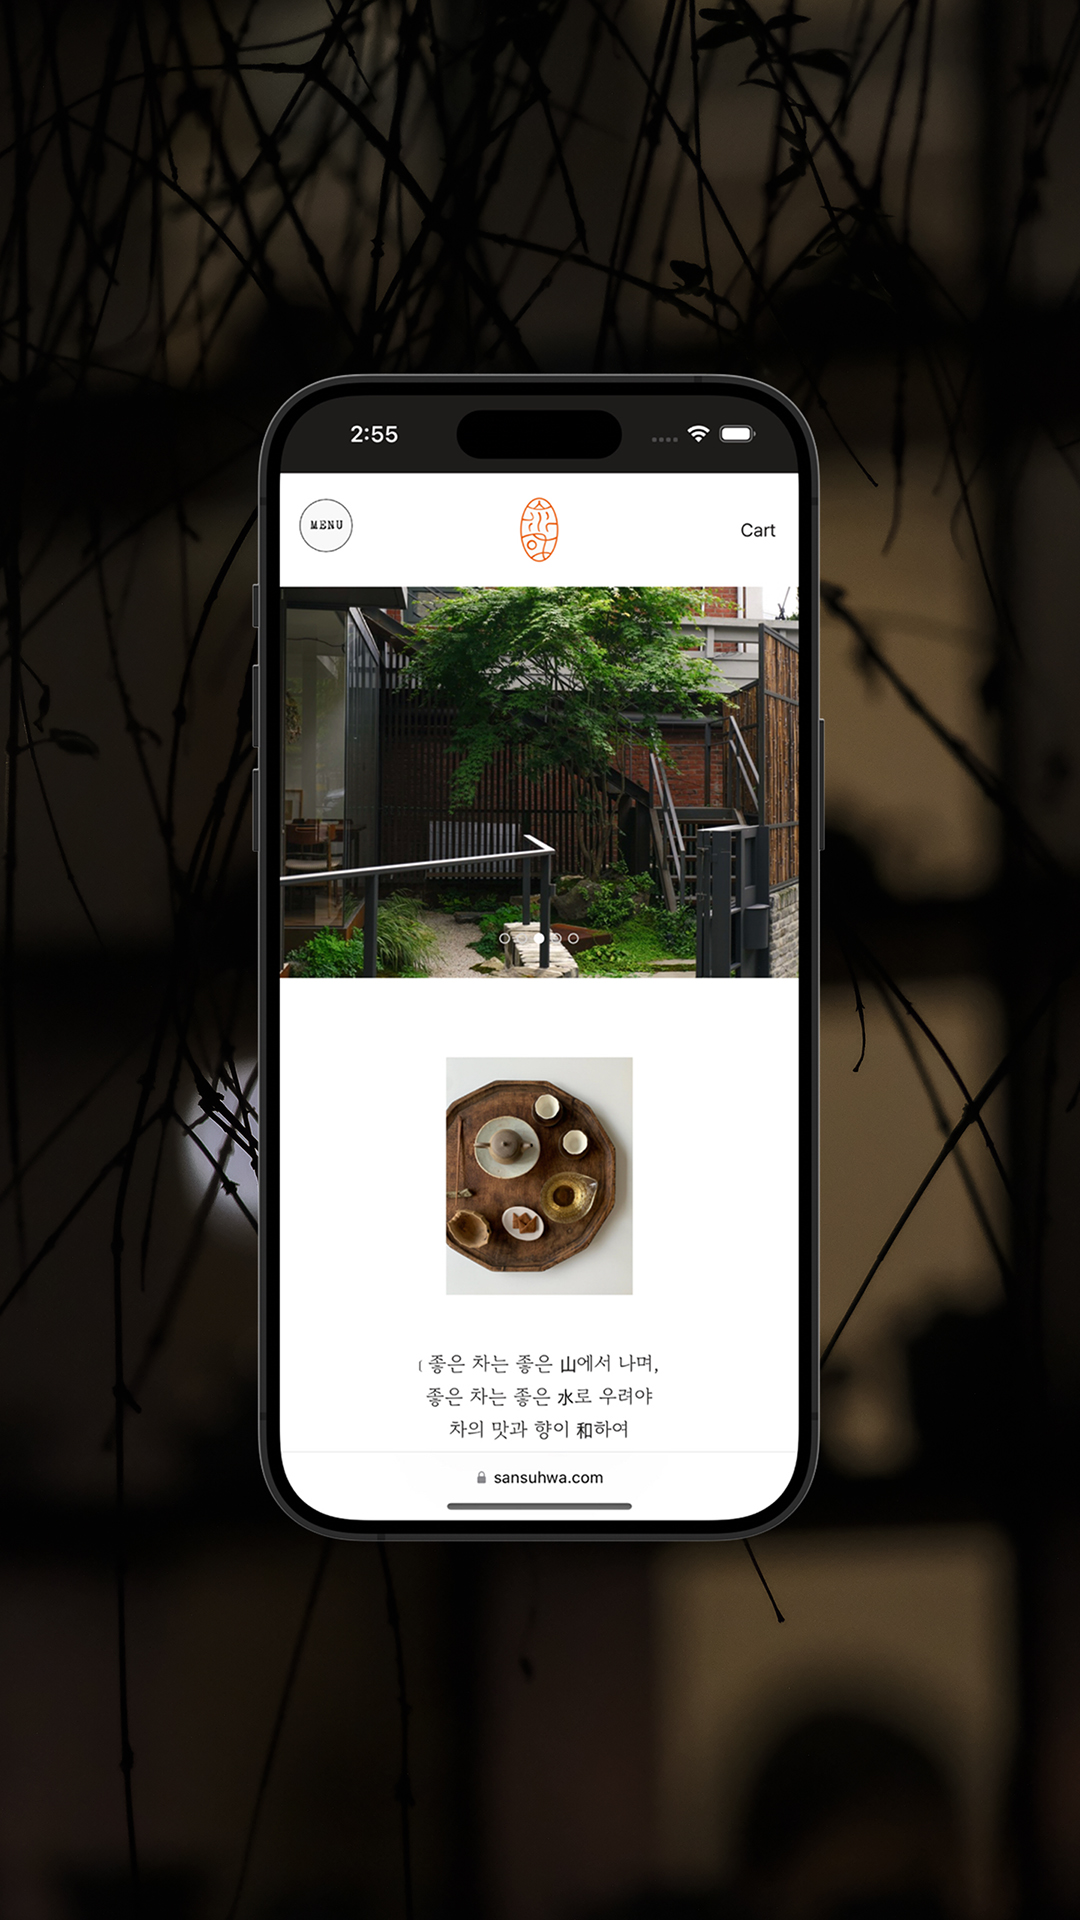 2:55
MENU
Cart
( 좋은 차는 좋은 山에서 나며,
좋은 차는 좋은 水로 우려야
차의 맛과 향이 和하여
sansuhwa.com